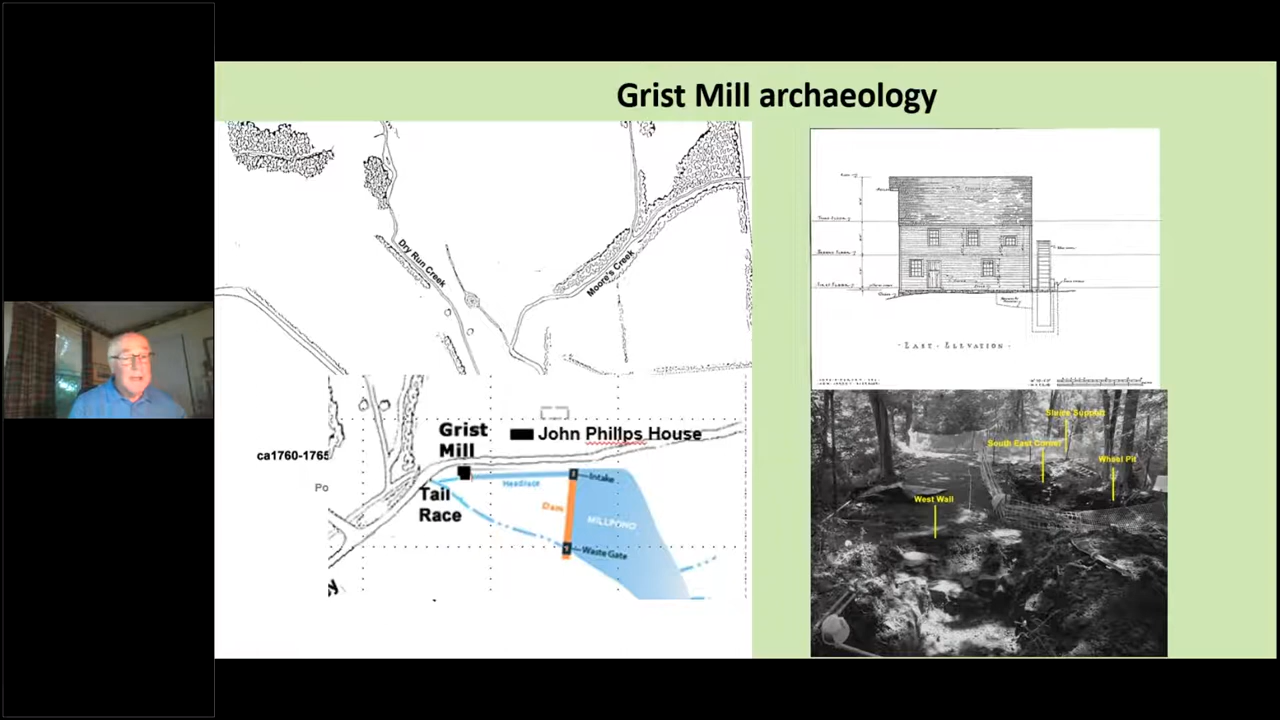 Grist Mill archaeology
Dry Run Creek
Moore's Creek
Grist
Mill
John Philips House
ca1760-1765
Po
Tail
Race
Headrace
Intake
Dam
MILLPOND
Waste Gate
· EAST · ELEVATION ·
Sluice Support
South East Corner
Wheel Pit
West Wall